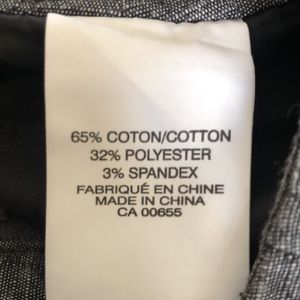 65% COTON/COTTON
32% POLYESTER
3% SPANDEX
FABRIQUÉ EN CHINE
MADE IN CHINA
CA 00655